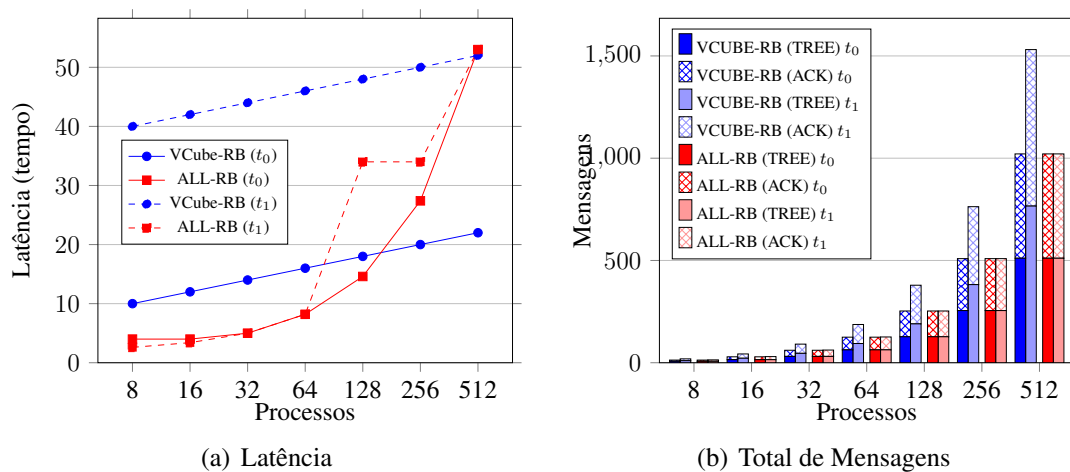 50
40
30
20
10
0
Latência (tempo)
VCube-RB (t0)
ALL-RB (t0)
VCube-RB (t1)
ALL-RB (t1)
8 16 32 64 128 256 512
Processos
(a) Latência
1,500
1,000
500
0
Mensagens
VCUBE-RB (TREE) t0
VCUBE-RB (ACK) t0
VCUBE-RB (TREE) t1
VCUBE-RB (ACK) t1
ALL-RB (TREE) t0
ALL-RB (ACK) t0
ALL-RB (TREE) t1
ALL-RB (ACK) t1
8 16 32 64 128 256 512
Processos
(b) Total de Mensagens